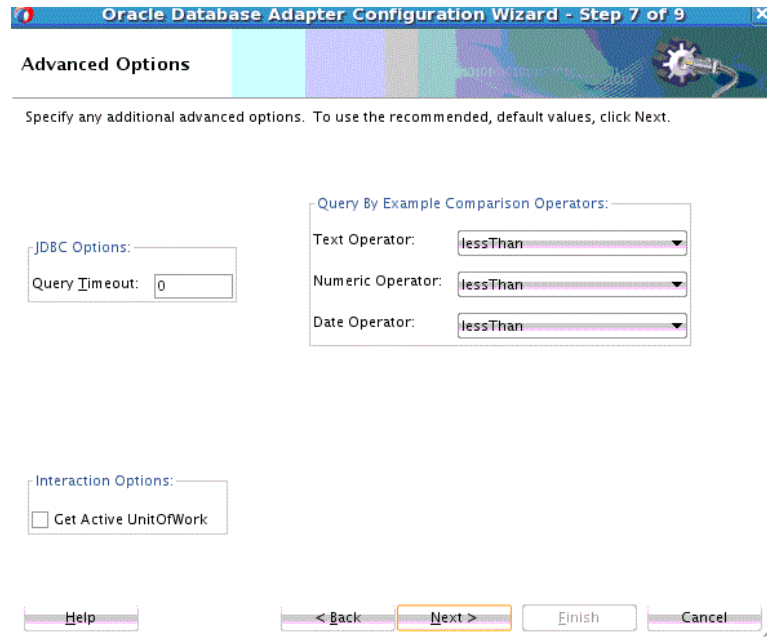 Oracle Database Adapter Configuration Wizard - Step 7 of 9
Advanced Options
Specify any additional advanced options. To use the recommended, default values, click Next.
Query By Example Comparison Operators:
Text Operator: lessThan
JDBC Options:
Query Timeout: 0
Numeric Operator: lessThan
Date Operator: lessThan
Interaction Options:
Get Active UnitOfWork
Help < Back Next > Finish Cancel